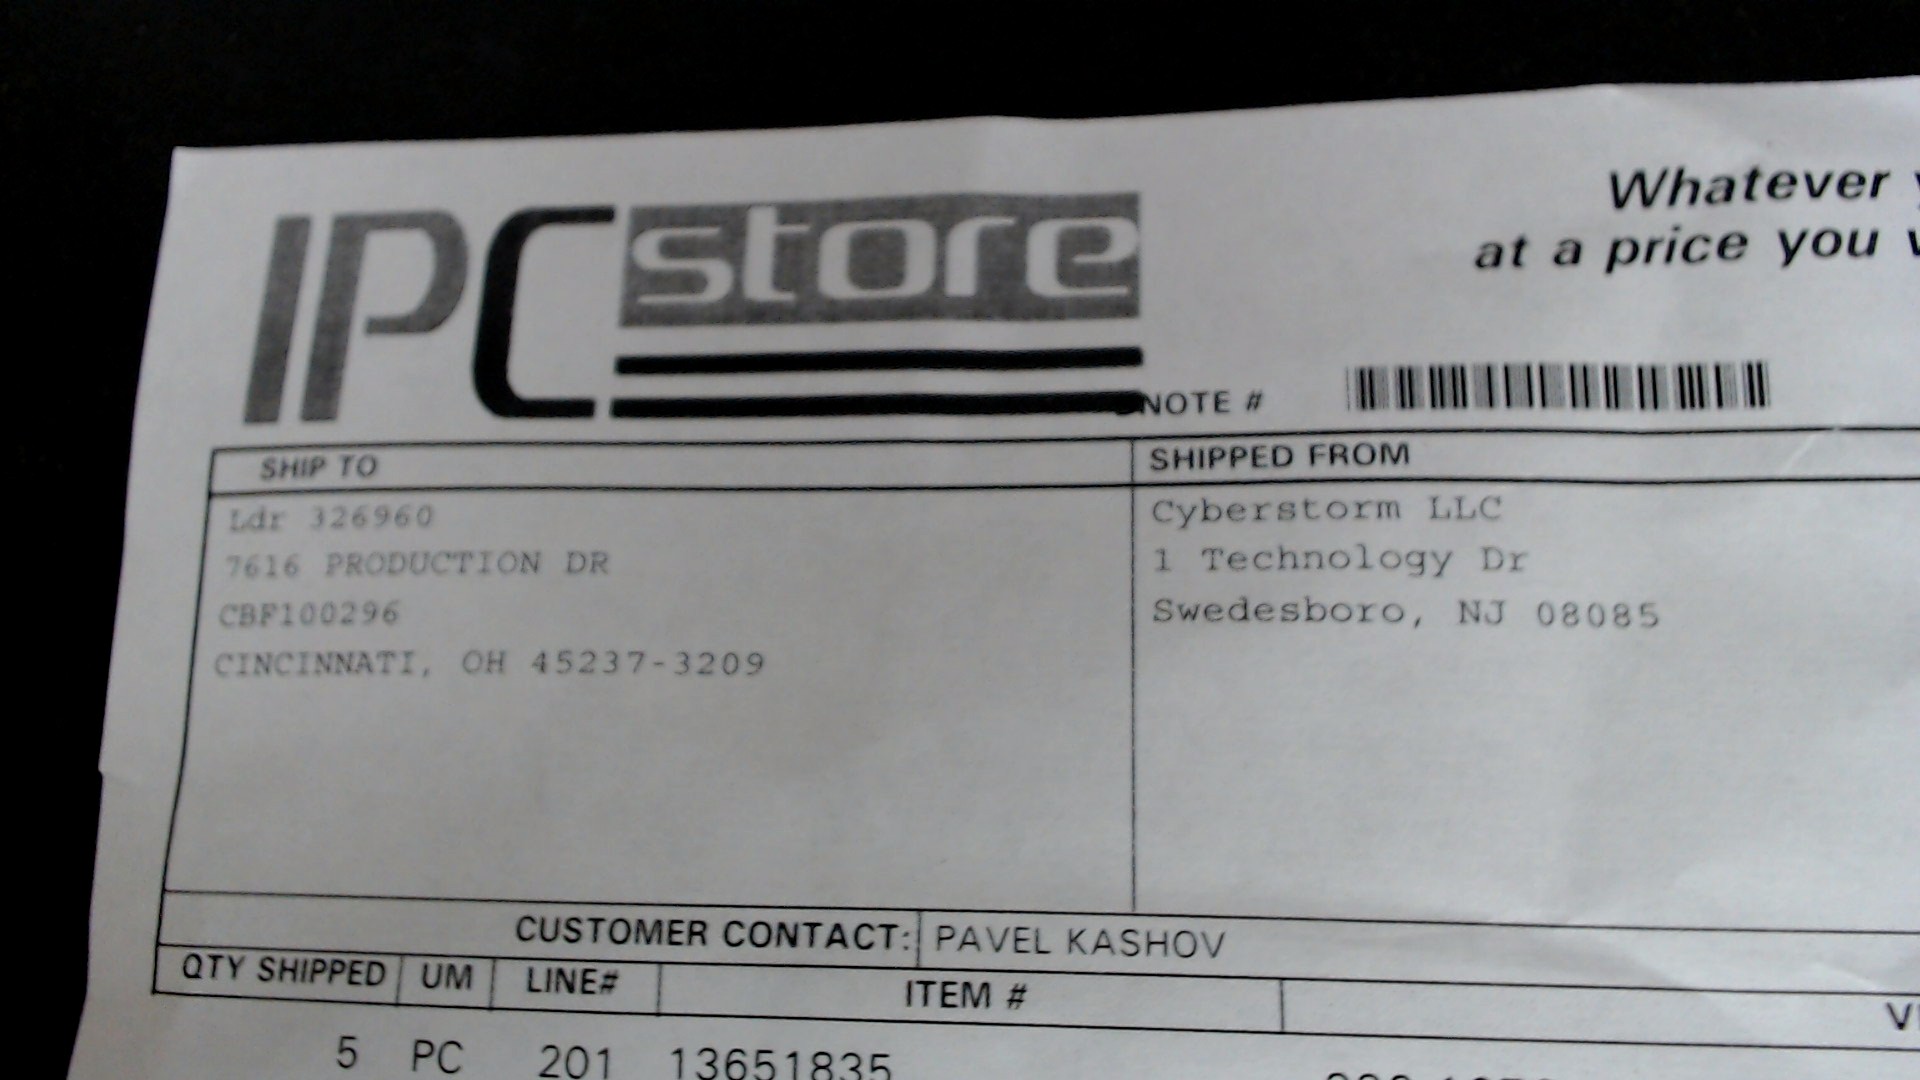 IPC store
Whatever
at a price you
NOTE #
SHIP TO
SHIPPED FROM
Ldr 326960
7616 PRODUCTION DR
CBF100296
CINCINNATI, OH 45237-3209
Cyberstorm LLC
1 Technology Dr
Swedesboro, NJ 08085
CUSTOMER CONTACT: PAVEL KASHOV
QTY SHIPPED UM LINE# ITEM #
5 PC 201 13651835